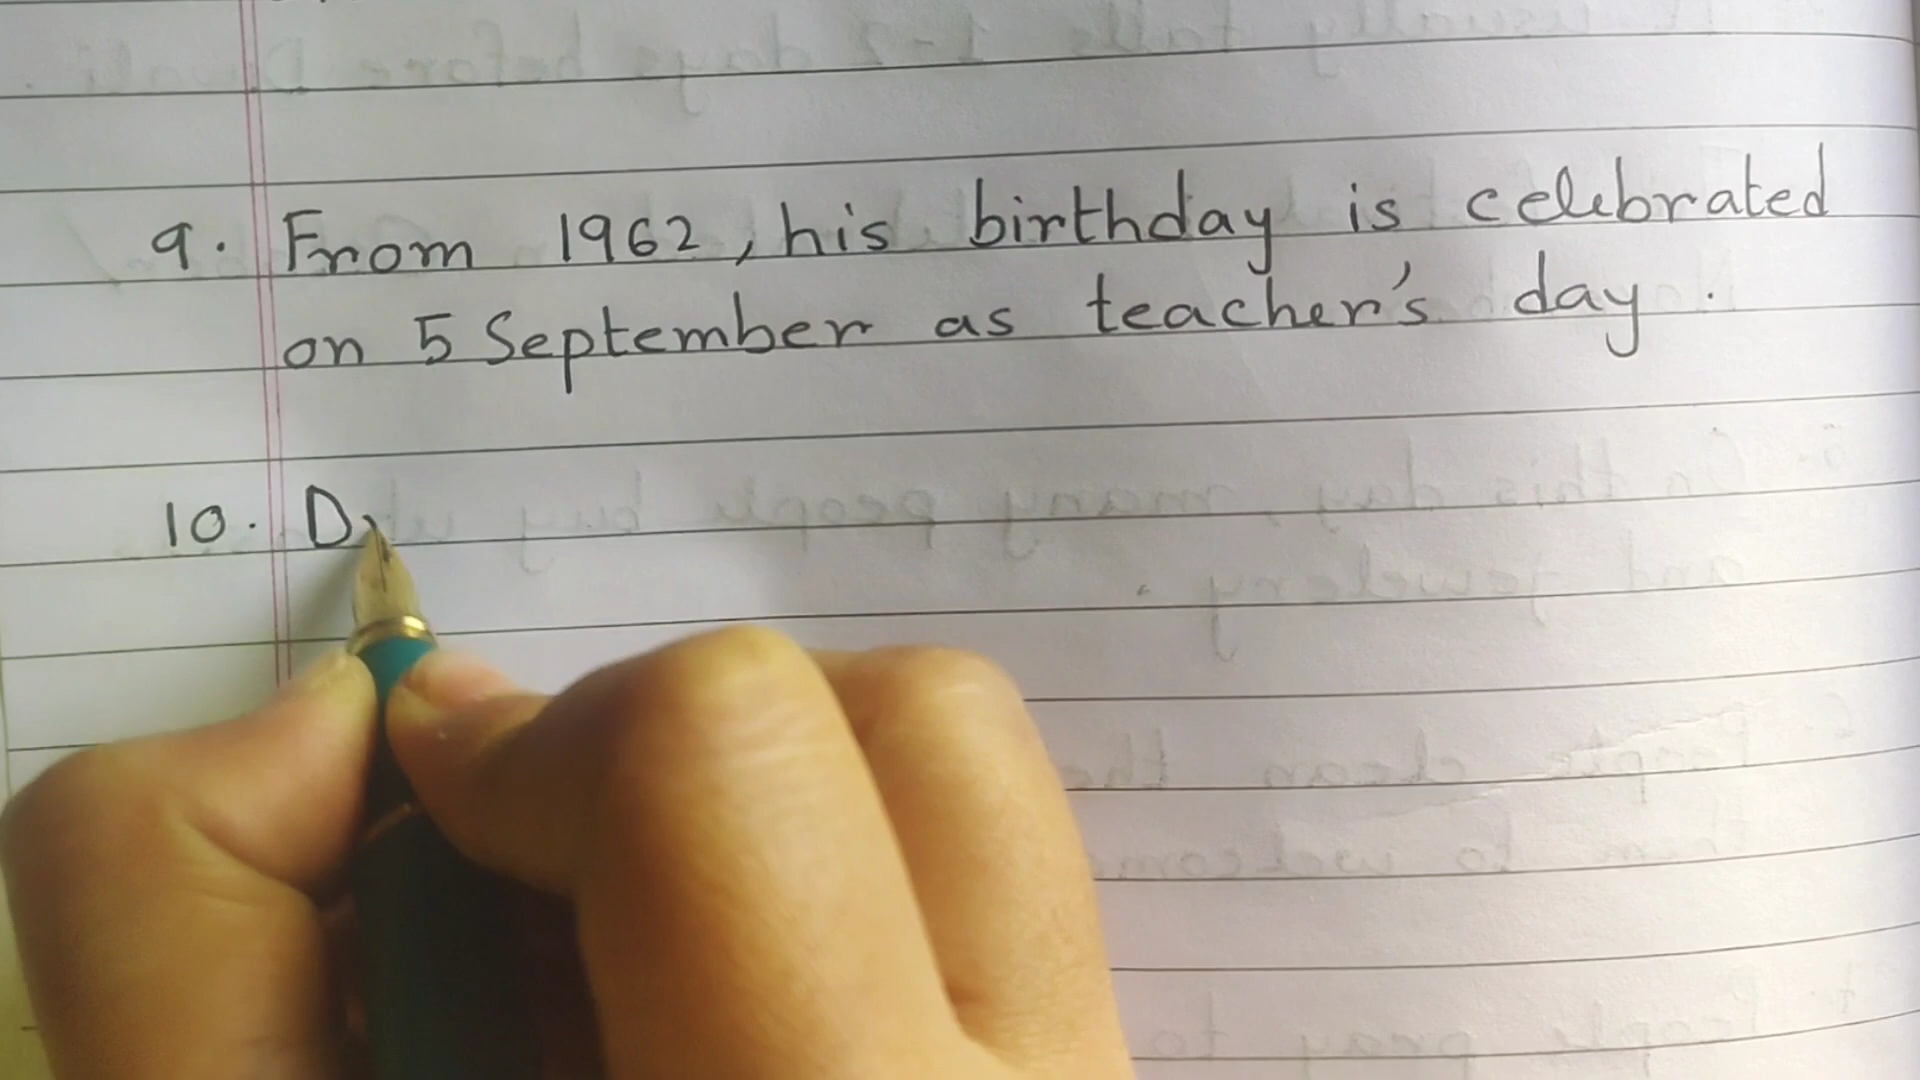 9. From 1962, his birthday is celebrated
on 5 September as teacher's day.
10. D